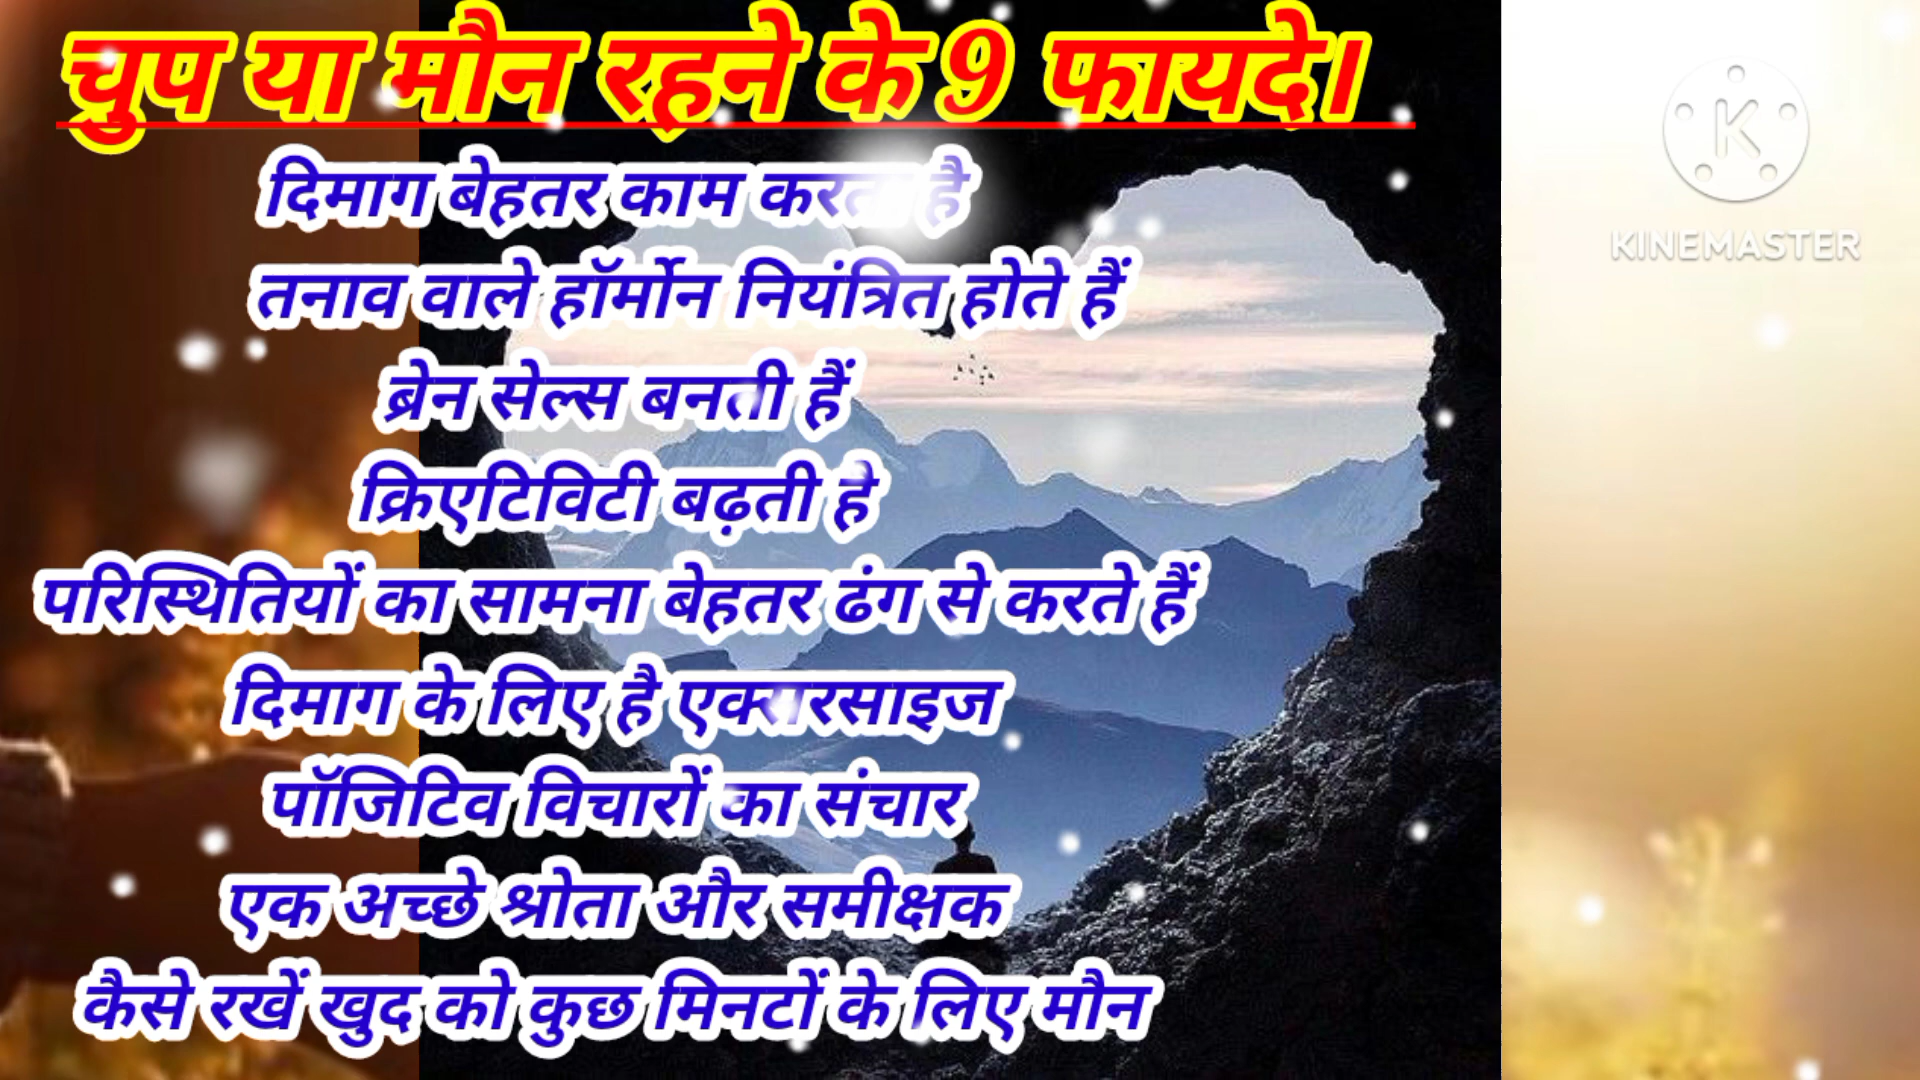 चुप या मौन रहने के 9 फायदे।
दिमाग बेहतर काम करता है
तनाव वाले हॉर्मोन नियंत्रित होते हैं
ब्रेन सेल्स बनती हैं
क्रिएटिविटी बढ़ती हे
परिस्थितियों का सामना बेहतर ढंग से करते हैं
दिमाग के लिए है एक्सरसाइज
पॉजिटिव विचारों का संचार
एक अच्छे श्रोता और समीक्षक
कैसे रखें खुद को कुछ मिनटों के लिए मौन
K
KINEMASTER